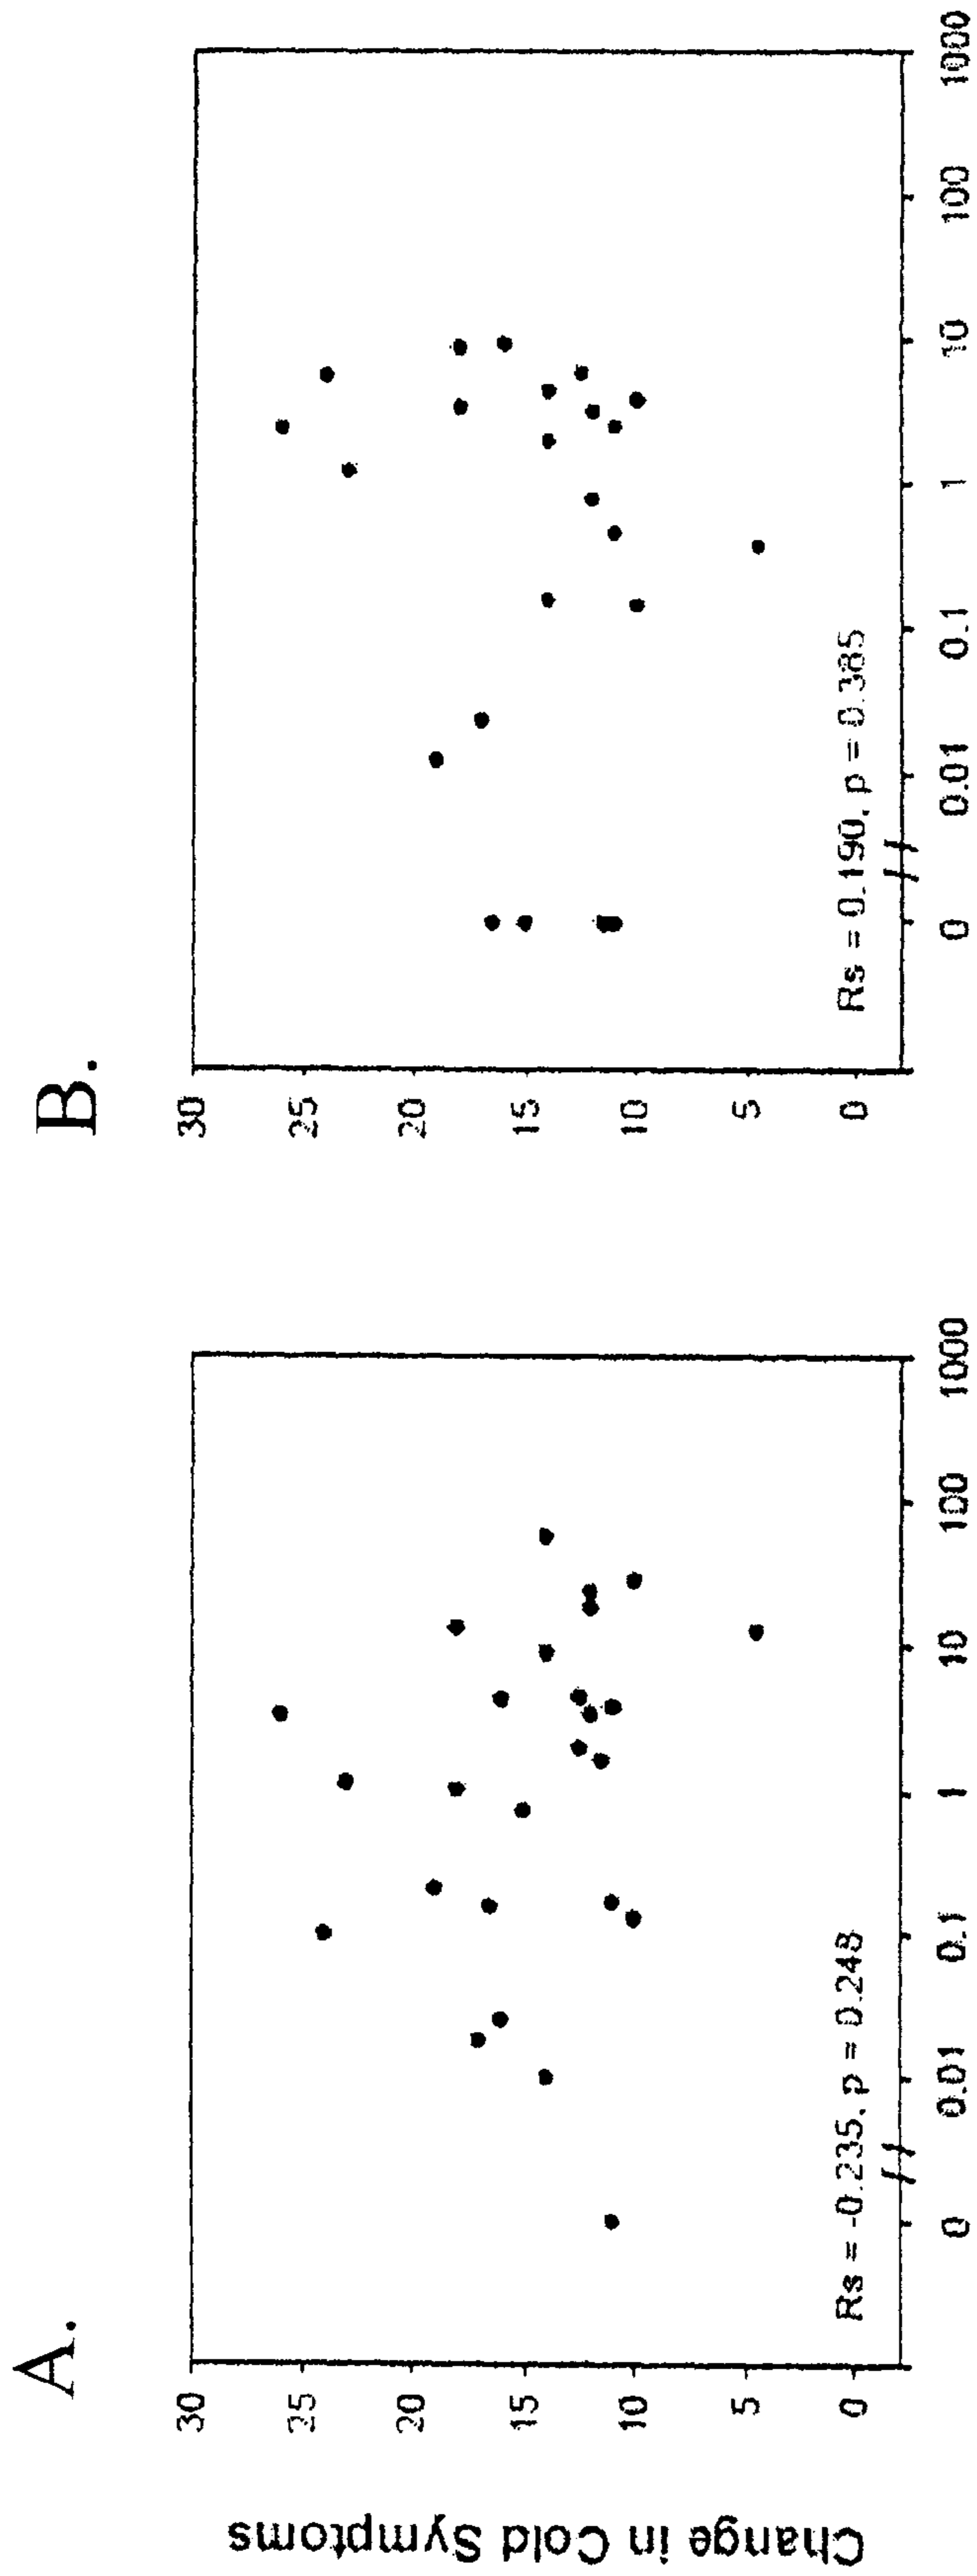 A.
Change in Cold Symptoms
30
25
20
15
10
5
0
Rs = -0.235, p = 0.248
0 0.01 0.1 1 10 100 1000
B.
30
25
20
15
10
5
0
Rs = 0.190, p = 0.385
0 0.01 0.1 1 10 100 1000